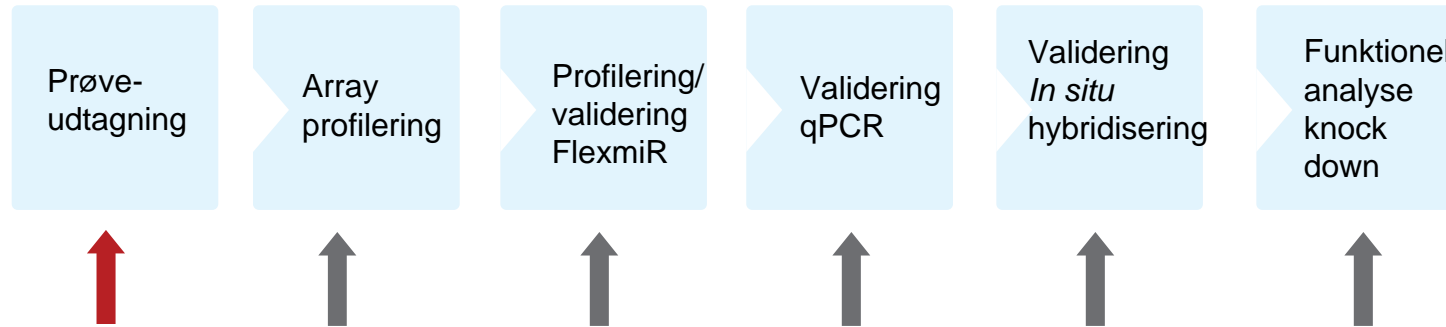 Prøve-
udtagning
Array
profilering
Profilering/
validering
FlexmiR
Validering
qPCR
Validering
In situ
hybridisering
Funktionel
analyse
knock
down